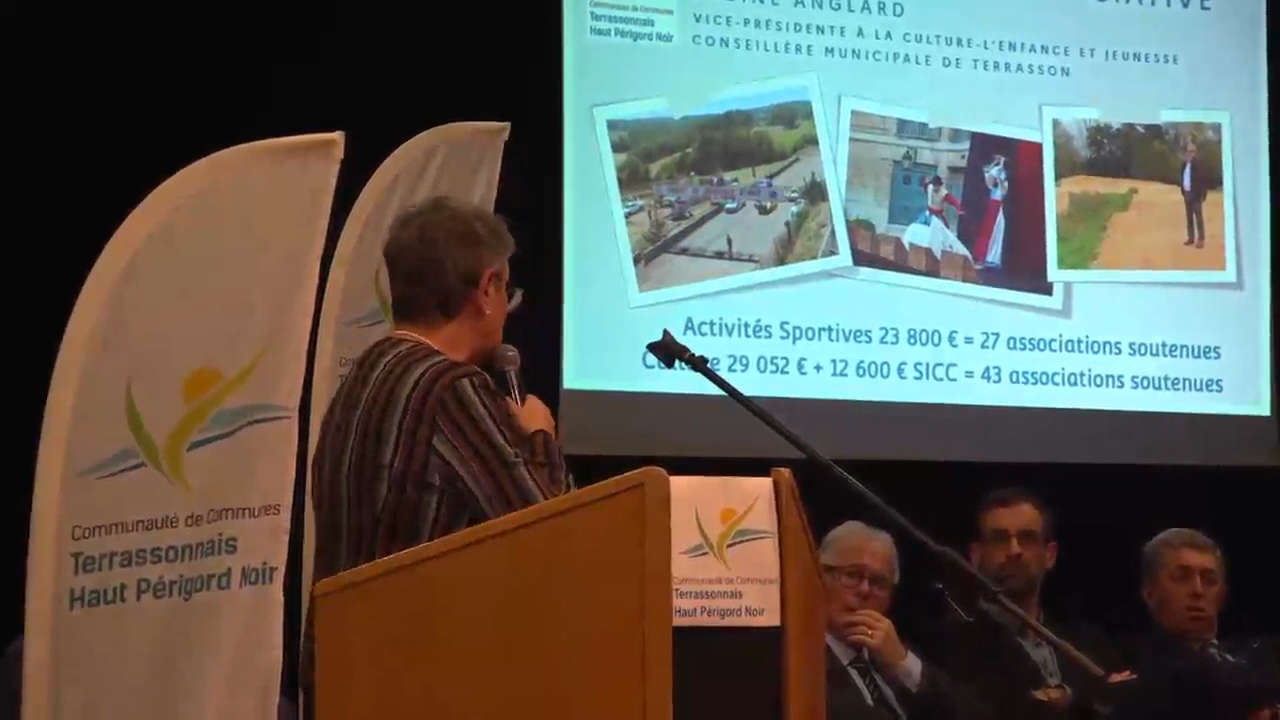 ANGLARD
VICE-PRÉSIDENTE À LA CULTURE-L'ENFANCE ET JEUNESSE
CONSEILLÈRE MUNICIPALE DE TERRASSON
Communauté de Communes
Terrassonnais
Haut Périgord Noir
Activités Sportives 23 800 € = 27 associations soutenues
29 052 € + 12 600 € SICC = 43 associations soutenues
Communauté de Communes
Terrassonnais
Haut Périgord Noir
Communauté de Communes
Terrassonnais
Haut Périgord Noir